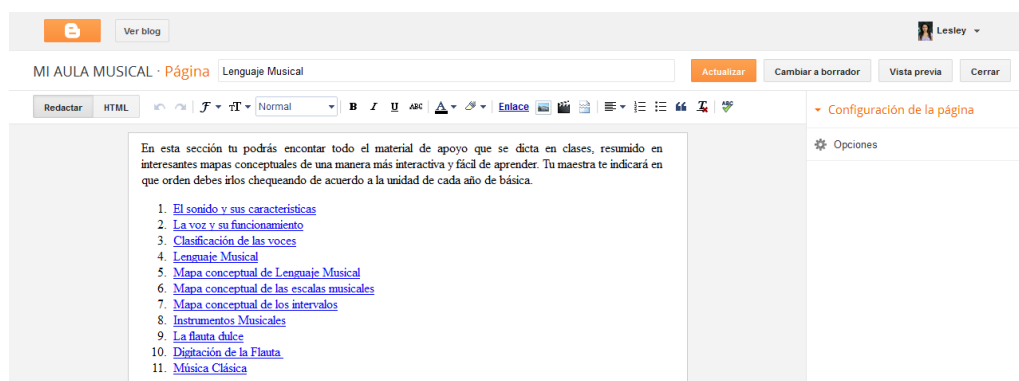 Ver blog
Lesley
MI AULA MUSICAL · Página
Lenguaje Musical
Actualizar
Cambiar a borrador
Vista previa
Cerrar
Redactar
HTML
Normal
B I U ABC A
Enlace
Configuración de la página
Opciones
En esta sección tu podrás encontar todo el material de apoyo que se dicta en clases, resumido en
interesantes mapas conceptuales de una manera más interactiva y fácil de aprender. Tu maestra te indicará en
que orden debes irlos chequeando de acuerdo a la unidad de cada año de básica.
1. El sonido y sus caracteristicas
2. La voz y su funcionamiento
3. Clasificación de las voces
4. Lenguaje Musical
5. Mapa conceptual de Lenguaje Musical
6. Mapa conceptual de las escalas musicales
7. Mapa conceptual de los intervalos
8. Instrumentos Musicales
9. La flauta dulce
10. Digitación de la Flauta
11. Música Clásica